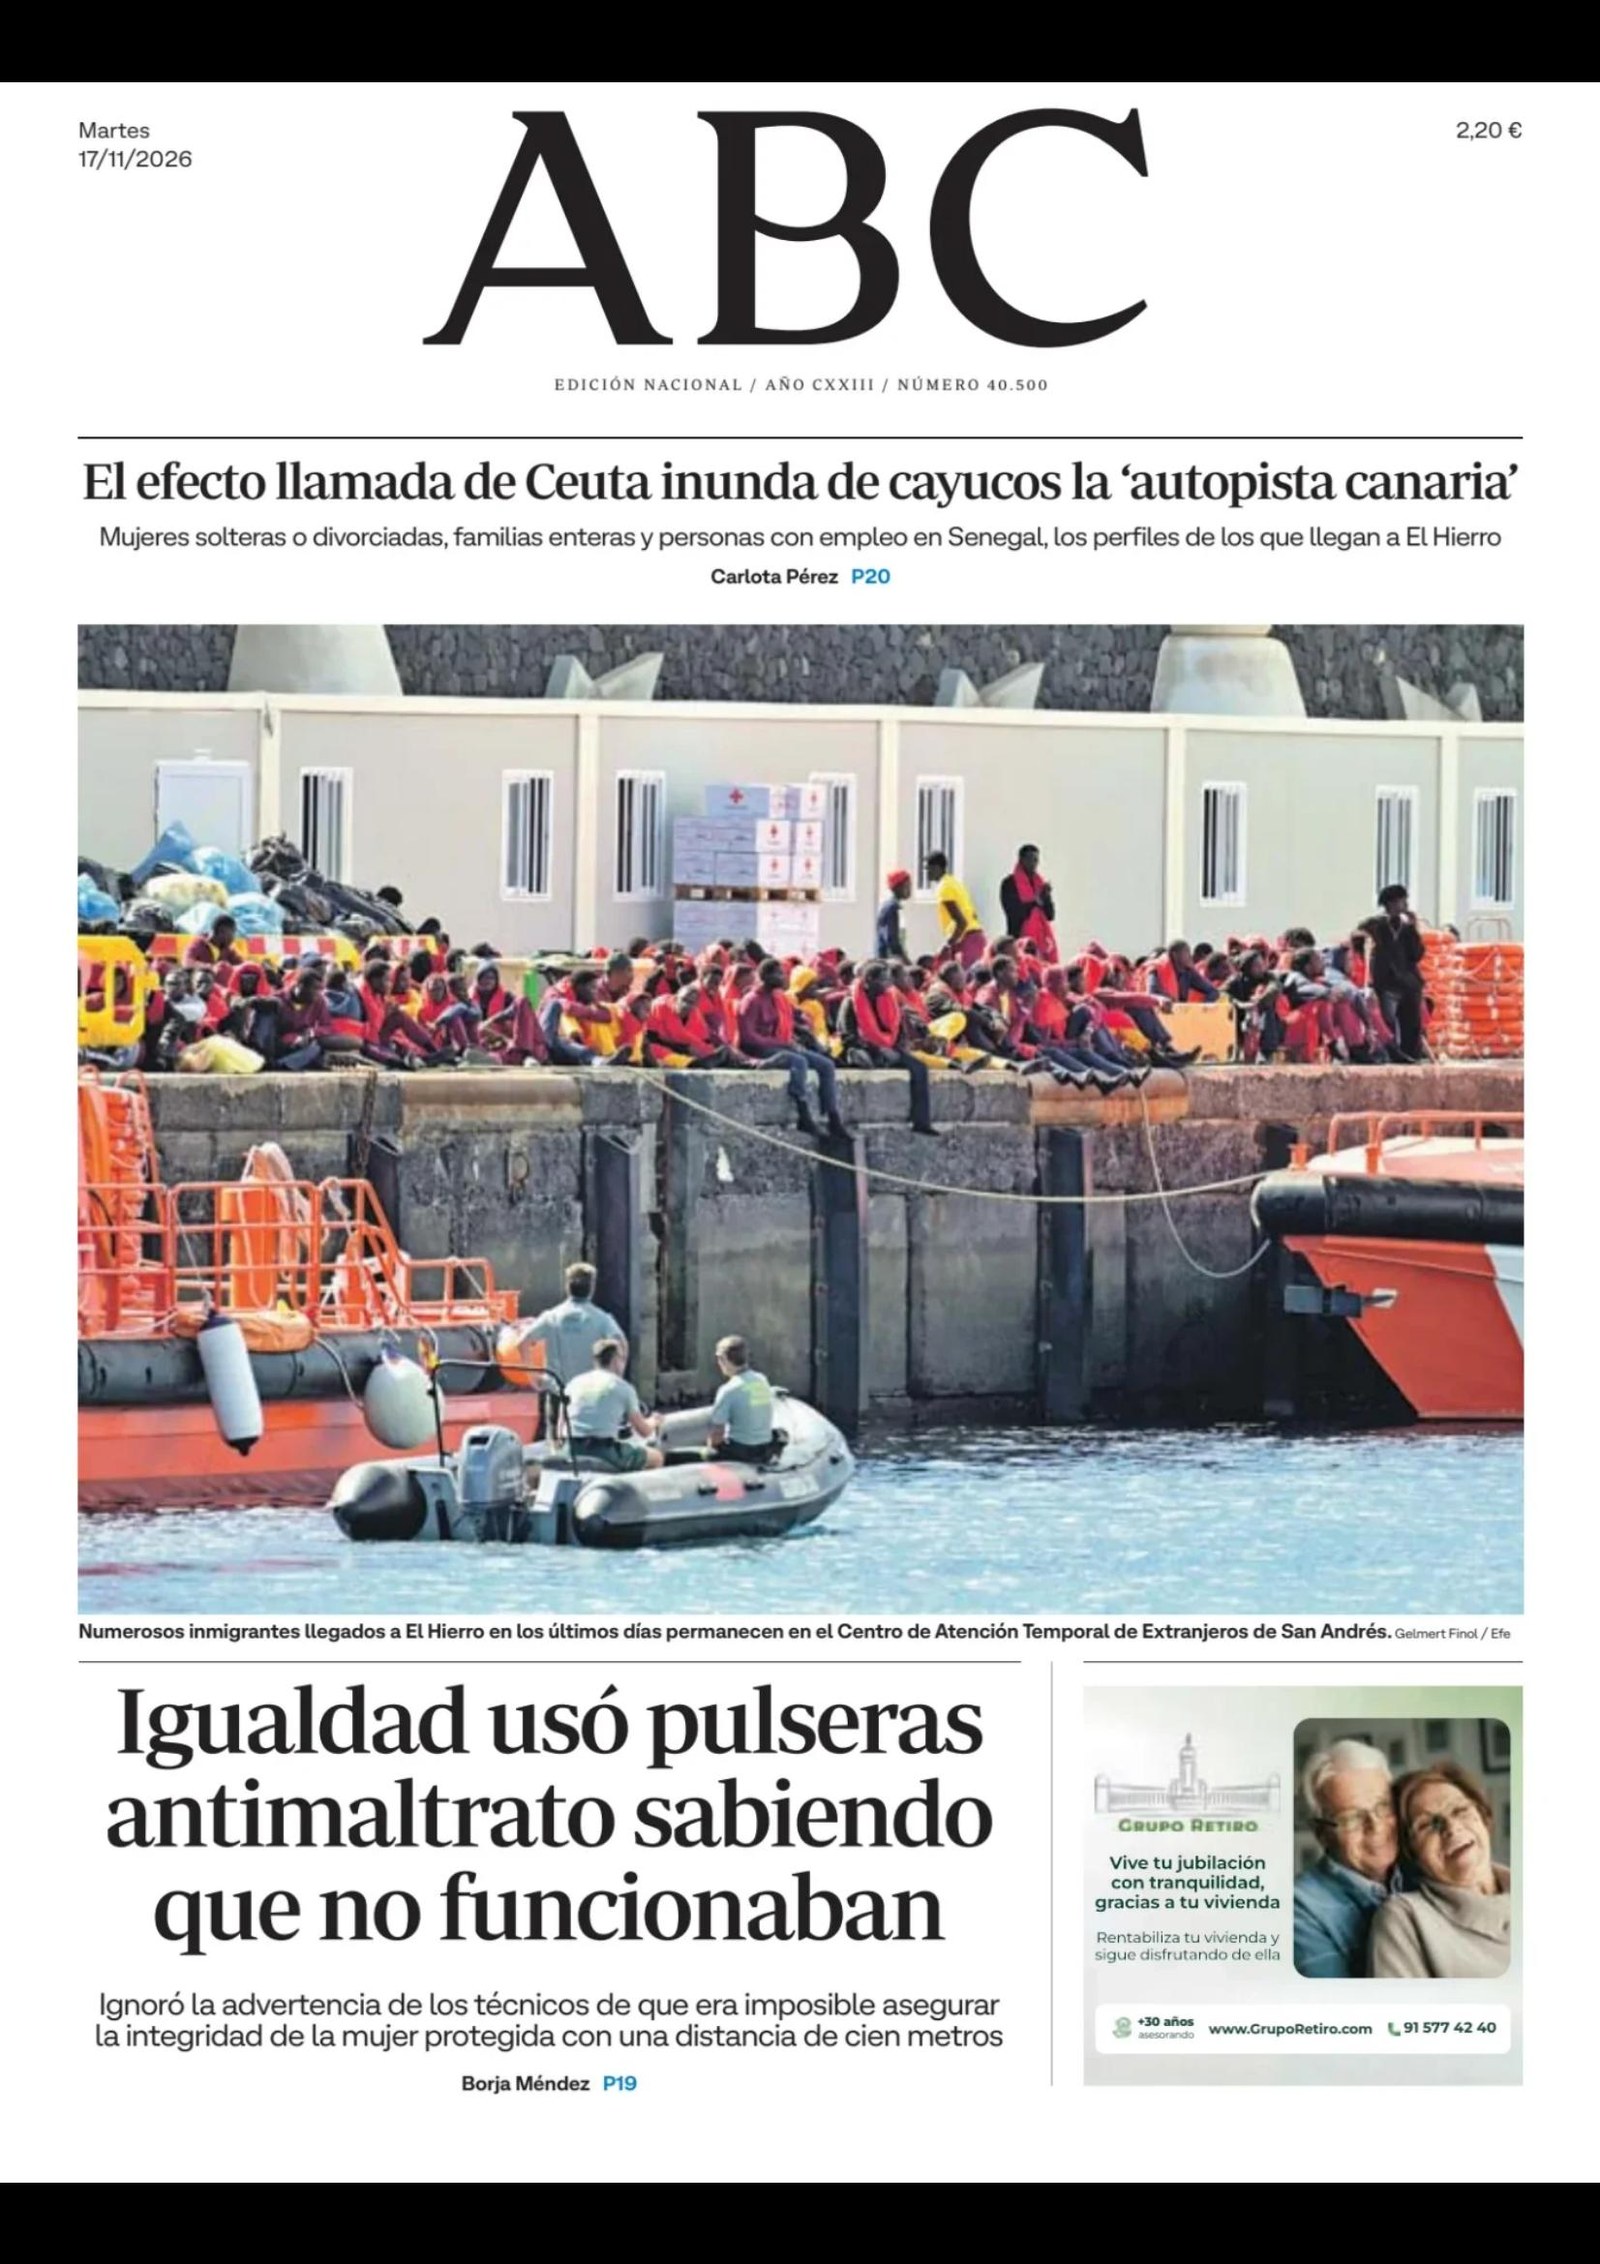 Martes
17/11/2026
ABC
2,20 €
EDICIÓN NACIONAL / AÑO CXXIII / NÚMERO 40.500
El efecto llamada de Ceuta inunda de cayucos la ‘autopista canaria’
Mujeres solteras o divorciadas, familias enteras y personas con empleo en Senegal, los perfiles de los que llegan a El Hierro
Carlota Pérez P20
Numerosos inmigrantes llegados a El Hierro en los últimos días permanecen en el Centro de Atención Temporal de Extranjeros de San Andrés. Gelmert Finol / Efe
Igualdad usó pulseras
antimaltrato sabiendo
que no funcionaban
Ignoró la advertencia de los técnicos de que era imposible asegurar
la integridad de la mujer protegida con una distancia de cien metros
Borja Méndez P19
GRUPO RETIRO
Vive tu jubilación
con tranquilidad,
gracias a tu vivienda
Rentabiliza tu vivienda y
sigue disfrutando de ella
+30 años
asesorando
www.GrupoRetiro.com
91 577 42 40